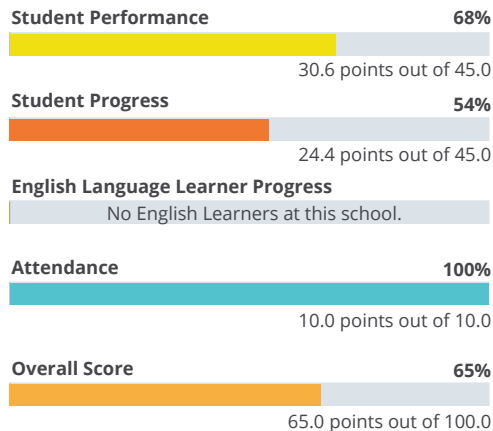 Student Performance 68%
30.6 points out of 45.0
Student Progress 54%
24.4 points out of 45.0
English Language Learner Progress
No English Learners at this school.
Attendance 100%
10.0 points out of 10.0
Overall Score 65%
65.0 points out of 100.0